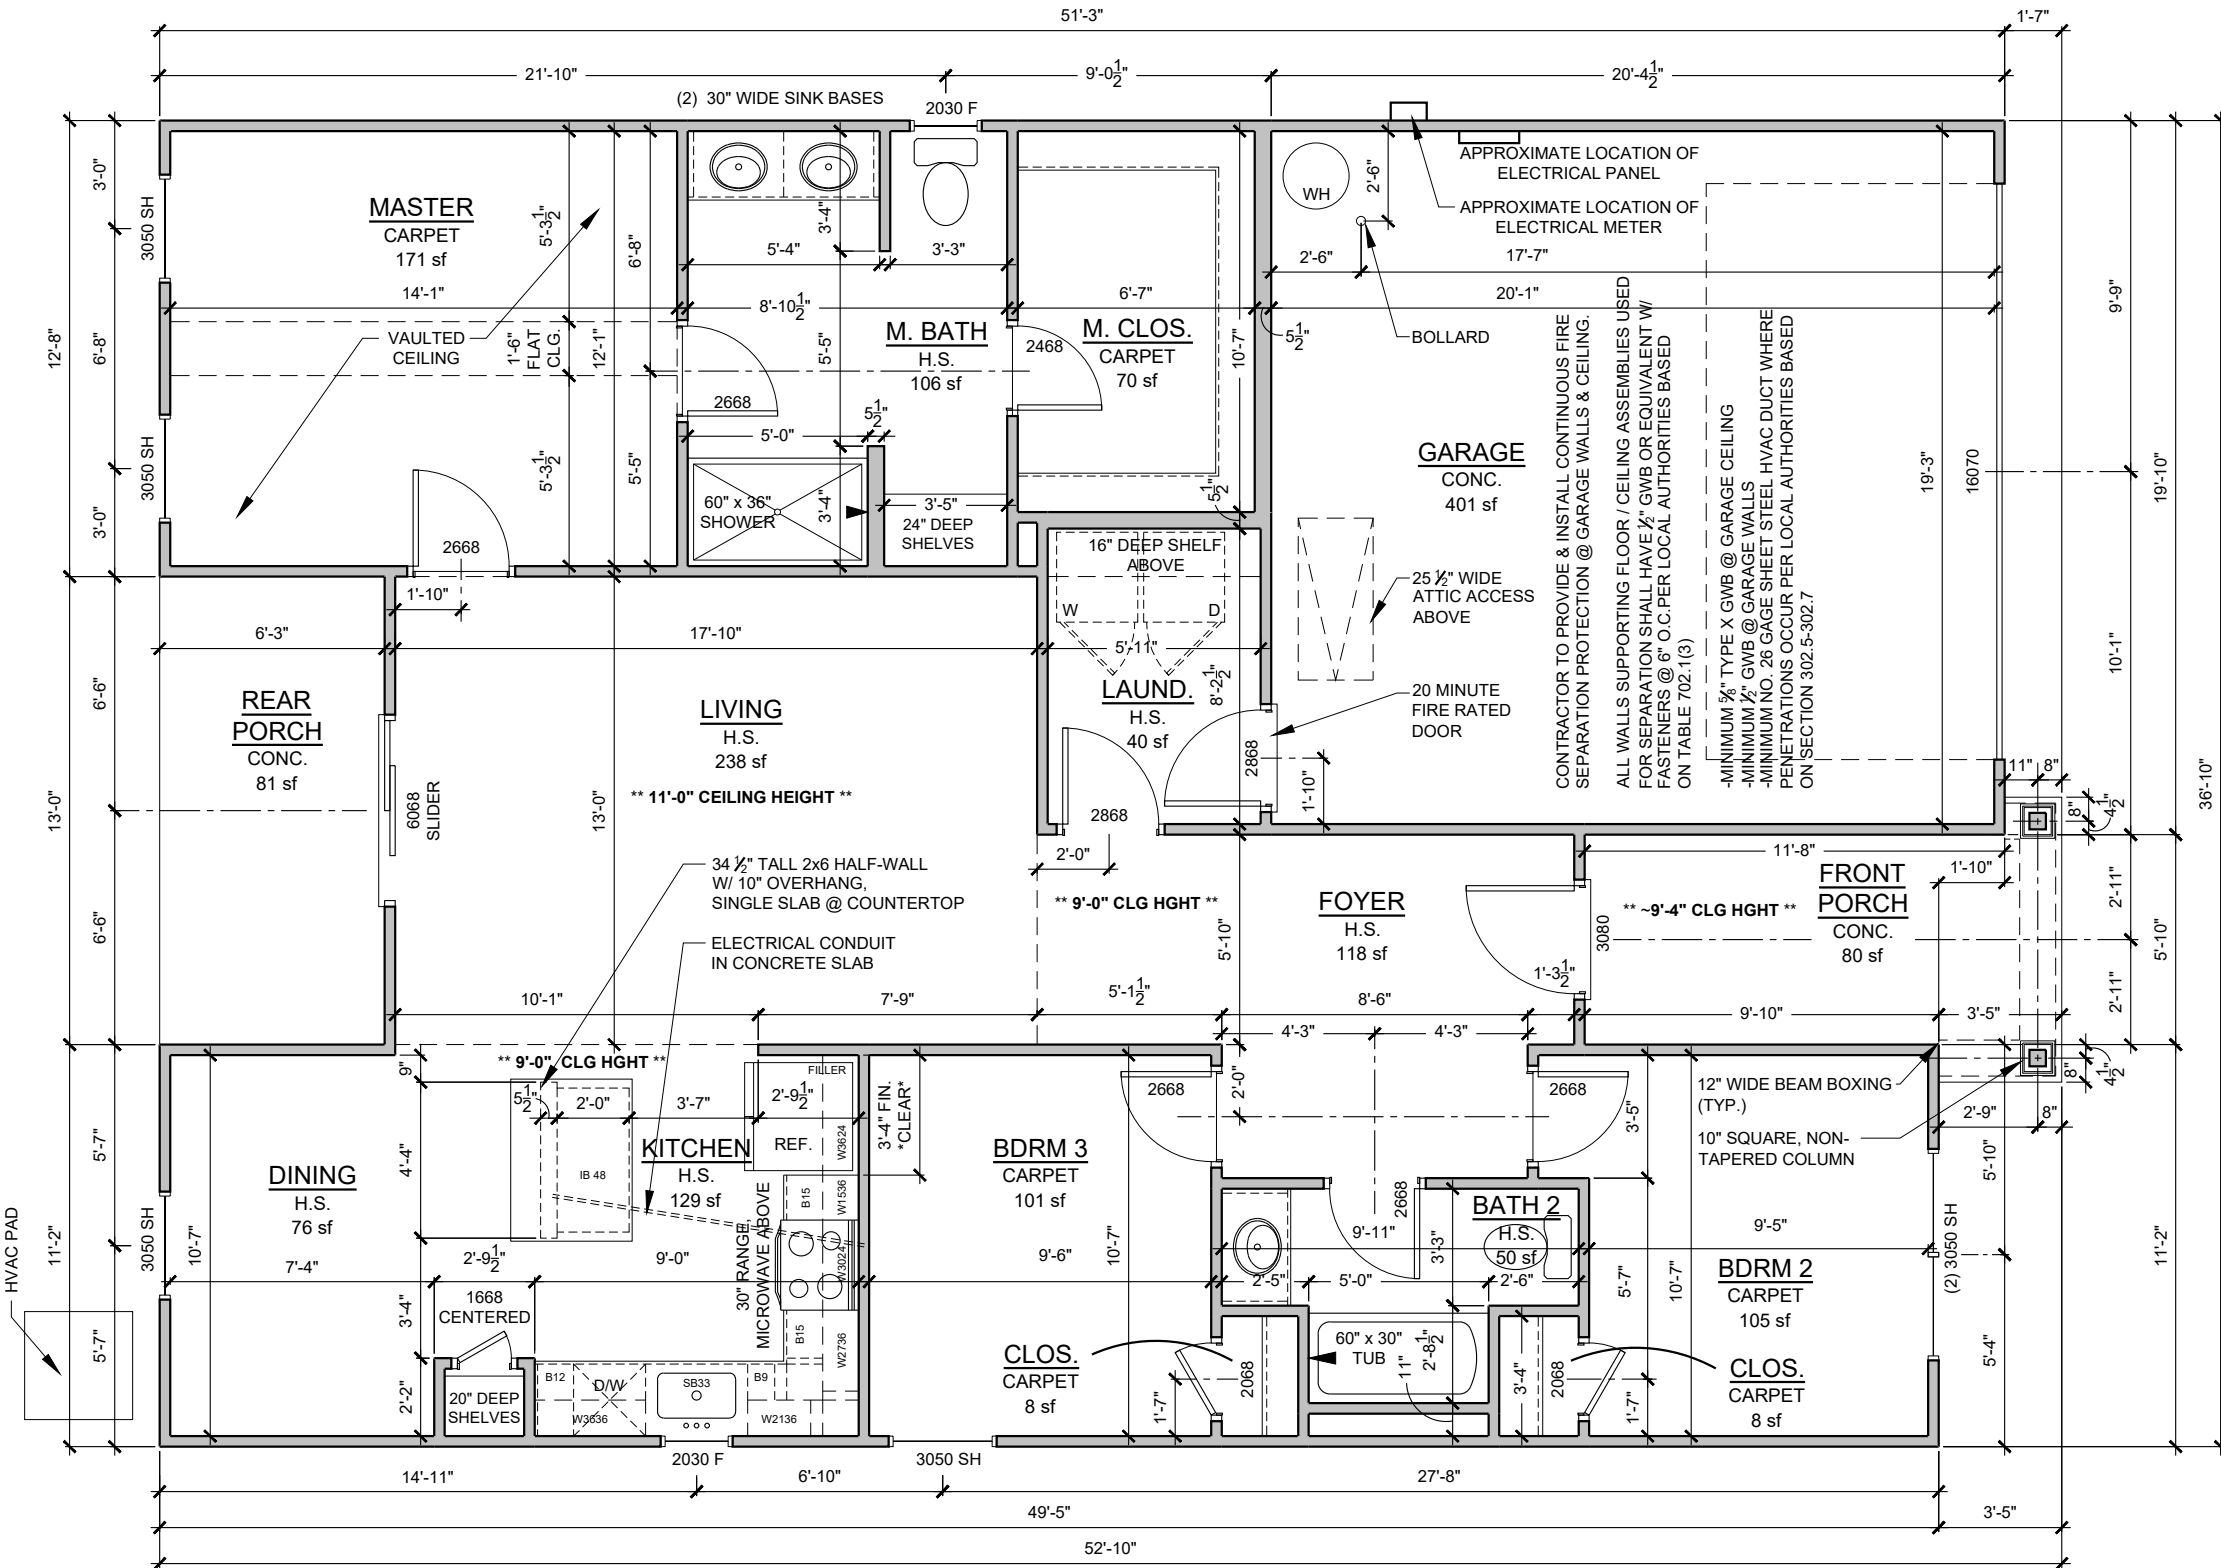 51'-3"
1'-7"
21'-10"
9'-0 1/2"
20'-4 1/2"
(2) 30" WIDE SINK BASES
2030 F
3'-0"
3050 SH
6'-8"
3050 SH
3'-0"
12'-8"
MASTER
CARPET
171 sf
14'-1"
VAULTED
CEILING
5'-3 1/2"
1'-6"
FLAT
CLG.
5'-3 1/2"
12'-1"
6'-8"
5'-5"
2668
1'-10"
5'-4"
3'-4"
3'-3"
8'-10 1/2"
M. BATH
H.S.
106 sf
5'-5"
2668
5'-0"
5 1/2"
60" x 36"
SHOWER
3'-4"
3'-5"
24" DEEP
SHELVES
6'-7"
M. CLOS.
CARPET
70 sf
2468
10'-7"
5 1/2"
5 1/2"
WH
2'-6"
2'-6"
17'-7"
20'-1"
APPROXIMATE LOCATION OF
ELECTRICAL PANEL
APPROXIMATE LOCATION OF
ELECTRICAL METER
BOLLARD
GARAGE
CONC.
401 sf
25 ½" WIDE
ATTIC ACCESS
ABOVE
20 MINUTE
FIRE RATED
DOOR
CONTRACTOR TO PROVIDE & INSTALL CONTINUOUS FIRE
SEPARATION PROTECTION @ GARAGE WALLS & CEILING.
ALL WALLS SUPPORTING FLOOR / CEILING ASSEMBLIES USED
FOR SEPARATION SHALL HAVE ½" GWB OR EQUIVALENT W/
FASTENERS @ 6" O.C.PER LOCAL AUTHORITIES BASED
ON TABLE 702.1(3)
-MINIMUM ⅝" TYPE X GWB @ GARAGE CEILING
-MINIMUM ½" GWB @ GARAGE WALLS
-MINIMUM NO. 26 GAGE SHEET STEEL HVAC DUCT WHERE
PENETRATIONS OCCUR PER LOCAL AUTHORITIES BASED
ON SECTION 302.5-302.7
19'-3"
16070
9'-9"
10'-1"
19'-10"
36'-10"
6'-3"
17'-10"
REAR
PORCH
CONC.
81 sf
6'-6"
6'-6"
13'-0"
6068
SLIDER
LIVING
H.S.
238 sf
** 11'-0" CEILING HEIGHT **
13'-0"
34 ½" TALL 2x6 HALF-WALL
W/ 10" OVERHANG,
SINGLE SLAB @ COUNTERTOP
ELECTRICAL CONDUIT
IN CONCRETE SLAB
16" DEEP SHELF
ABOVE
W
D
5'-11"
LAUND.
H.S.
40 sf
8'-2 1/2"
2868
1'-10"
2868
2'-0"
** 9'-0" CLG HGHT **
FOYER
H.S.
118 sf
5'-10"
3080
1'-3 1/2"
11'-8"
FRONT
PORCH
CONC.
80 sf
** ~9'-4" CLG HGHT **
1'-10"
11"
8"
8"
4 1/2"
2'-11"
2'-11"
5'-10"
10'-1"
7'-9"
5'-1 1/2"
8'-6"
4'-3"
4'-3"
9'-10"
3'-5"
** 9'-0" CLG HGHT **
9"
5 1/2"
2'-0"
3'-7"
2'-9 1/2"
FILLER
REF.
W3624
3'-4" FIN.
*CLEAR*
4'-4"
IB 48
KITCHEN
H.S.
129 sf
30" RANGE,
MICROWAVE ABOVE
B15
W1536
W3024
B15
W2736
DINING
H.S.
76 sf
5'-7"
3050 SH
5'-7"
11'-2"
10'-7"
HVAC PAD
7'-4"
2'-9 1/2"
9'-0"
1668
CENTERED
3'-4"
2'-2"
20" DEEP
SHELVES
B12
D/W
W3636
SB33
B9
W2136
BDRM 3
CARPET
101 sf
9'-6"
10'-7"
2668
2'-0"
2668
3'-5"
2668
BATH 2
H.S.
50 sf
9'-11"
3'-3"
2'-5"
5'-0"
2'-6"
60" x 30"
TUB
2'-8 1/2"
11"
CLOS.
CARPET
8 sf
1'-7"
2068
3'-4"
2068
1'-7"
5'-7"
10'-7"
9'-5"
BDRM 2
CARPET
105 sf
CLOS.
CARPET
8 sf
12" WIDE BEAM BOXING
(TYP.)
10" SQUARE, NON-
TAPERED COLUMN
2'-9"
8"
8"
4 1/2"
5'-10"
(2) 3050 SH
5'-4"
11'-2"
2030 F
3050 SH
14'-11"
6'-10"
27'-8"
49'-5"
3'-5"
52'-10"